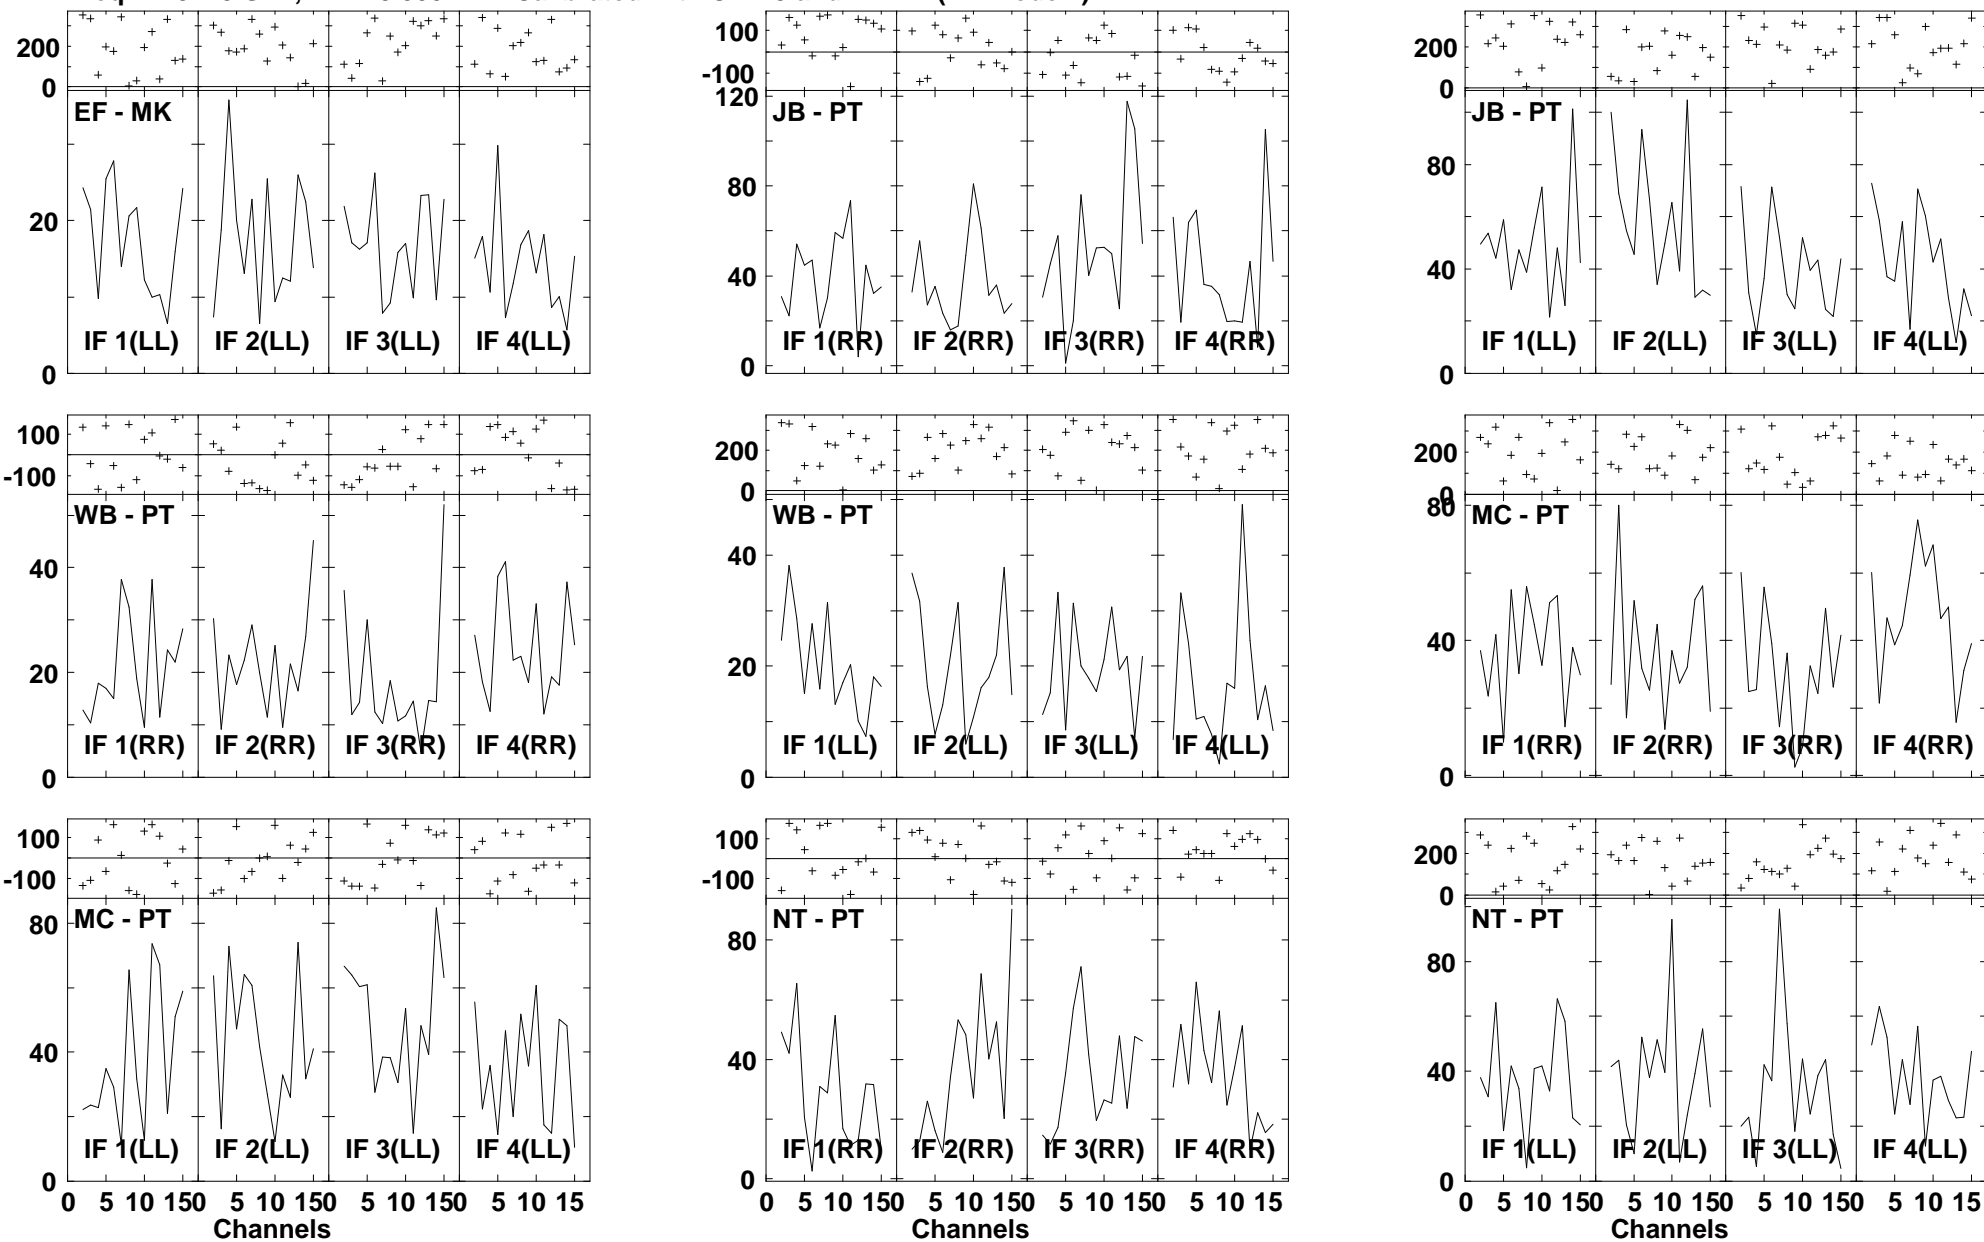 200 0 100 -100 200 0
EF - MK JB - PT JB - PT
20 0 120 80 40 0 80 40 0
IF 1(LL) IF 2(LL) IF 3(LL) IF 4(LL) IF 1(RR) IF 2(RR) IF 3(RR) IF 4(RR) IF 1(LL) IF 2(LL) IF 3(LL) IF 4(LL)
100 -100 200 0 200 0
WB - PT WB - PT MC - PT
40 20 0 40 20 0 80 40 0
IF 1(RR) IF 2(RR) IF 3(RR) IF 4(RR) IF 1(LL) IF 2(LL) IF 3(LL) IF 4(LL) IF 1(RR) IF 2(RR) IF 3(RR) IF 4(RR)
100 -100 100 -100 200 0
MC - PT NT - PT NT - PT
80 40 0 80 40 0 80 40 0
IF 1(LL) IF 2(LL) IF 3(LL) IF 4(LL) IF 1(RR) IF 2(RR) IF 3(RR) IF 4(RR) IF 1(LL) IF 2(LL) IF 3(LL) IF 4(LL)
0 5 10 150 5 10 150 5 10 150 5 10 15 0 5 10 150 5 10 150 5 10 150 5 10 15 0 5 10 150 5 10 150 5 10 150 5 10 15
Channels Channels Channels